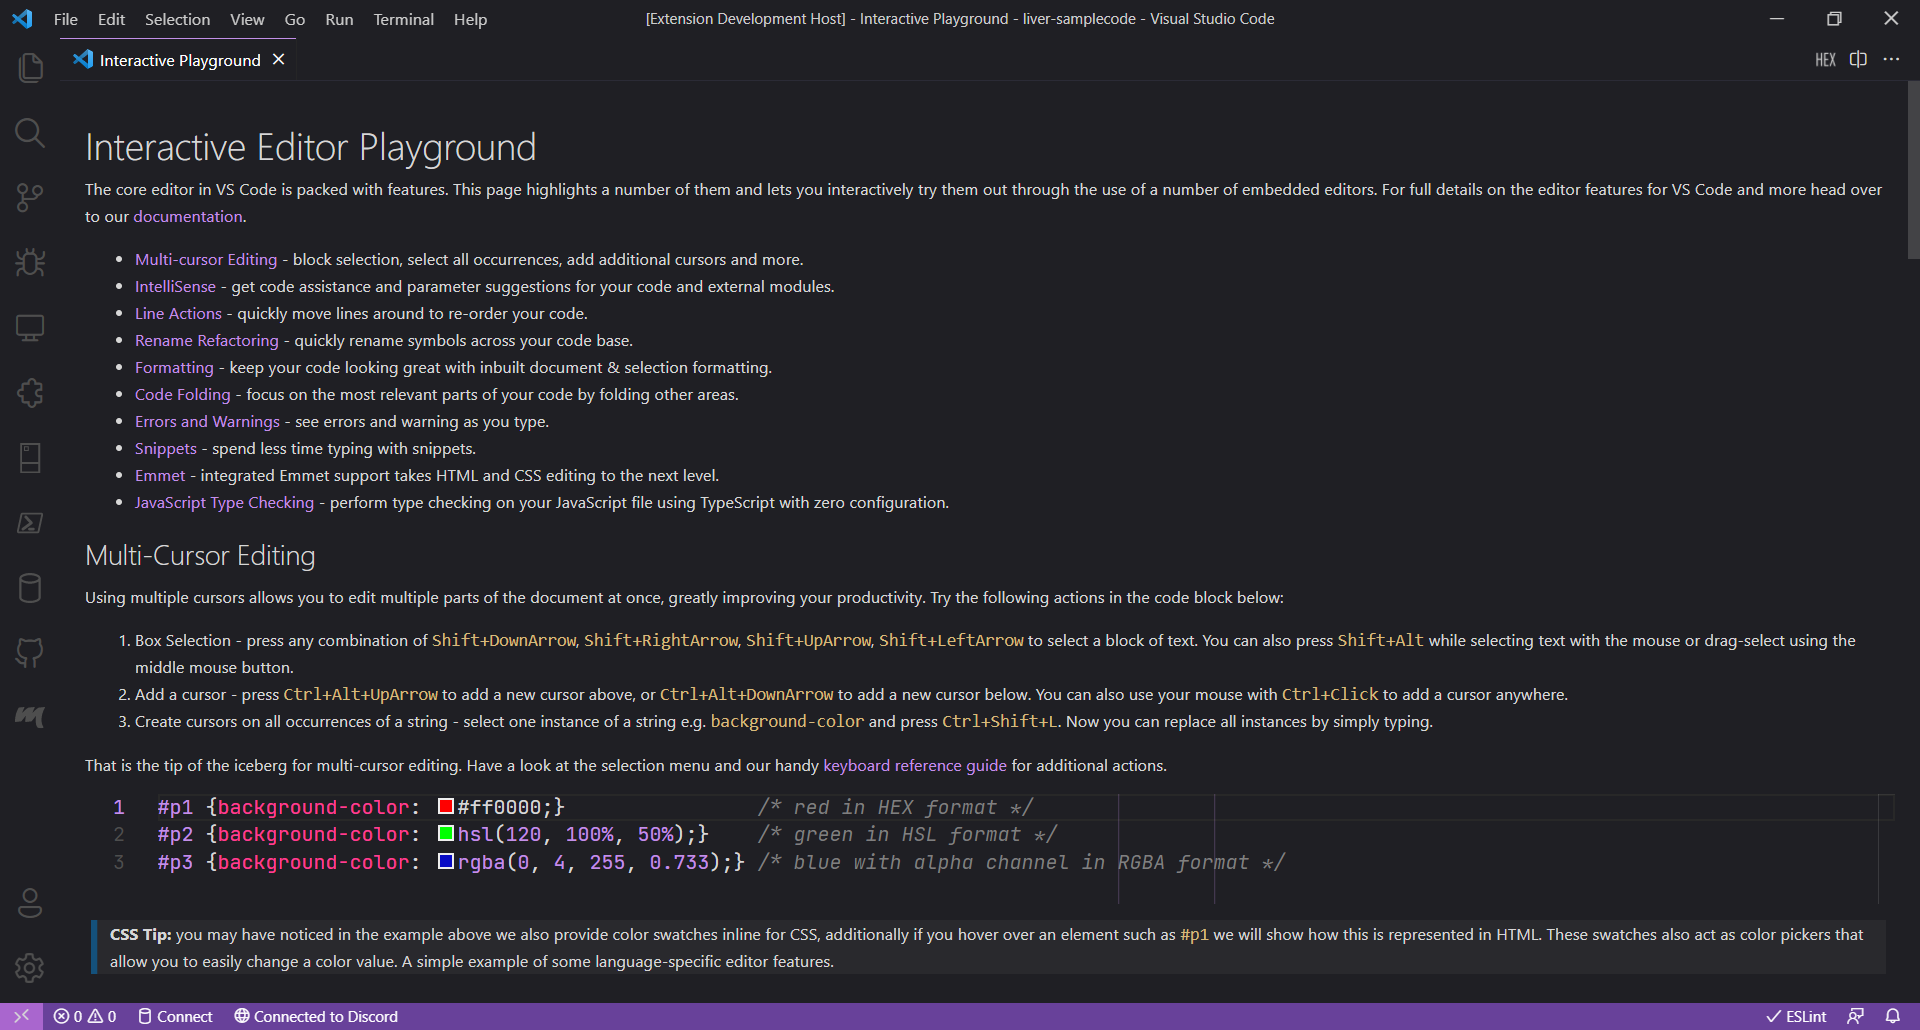 File Edit Selection View Go Run Terminal Help
[Extension Development Host] - Interactive Playground - liver-samplecode - Visual Studio Code
Interactive Playground
HEX
Interactive Editor Playground
The core editor in VS Code is packed with features. This page highlights a number of them and lets you interactively try them out through the use of a number of embedded editors. For full details on the editor features for VS Code and more head over
to our documentation.
• Multi-cursor Editing - block selection, select all occurrences, add additional cursors and more.
• IntelliSense - get code assistance and parameter suggestions for your code and external modules.
• Line Actions - quickly move lines around to re-order your code.
• Rename Refactoring - quickly rename symbols across your code base.
• Formatting - keep your code looking great with inbuilt document & selection formatting.
• Code Folding - focus on the most relevant parts of your code by folding other areas.
• Errors and Warnings - see errors and warning as you type.
• Snippets - spend less time typing with snippets.
• Emmet - integrated Emmet support takes HTML and CSS editing to the next level.
• JavaScript Type Checking - perform type checking on your JavaScript file using TypeScript with zero configuration.
Multi-Cursor Editing
Using multiple cursors allows you to edit multiple parts of the document at once, greatly improving your productivity. Try the following actions in the code block below:
1. Box Selection - press any combination of Shift+DownArrow, Shift+RightArrow, Shift+UpArrow, Shift+LeftArrow to select a block of text. You can also press Shift+Alt while selecting text with the mouse or drag-select using the
middle mouse button.
2. Add a cursor - press Ctrl+Alt+UpArrow to add a new cursor above, or Ctrl+Alt+DownArrow to add a new cursor below. You can also use your mouse with Ctrl+Click to add a cursor anywhere.
3. Create cursors on all occurrences of a string - select one instance of a string e.g. background-color and press Ctrl+Shift+L. Now you can replace all instances by simply typing.
That is the tip of the iceberg for multi-cursor editing. Have a look at the selection menu and our handy keyboard reference guide for additional actions.
1 #p1 {background-color: #ff0000;} /* red in HEX format */
2 #p2 {background-color: hsl(120, 100%, 50%);} /* green in HSL format */
3 #p3 {background-color: rgba(0, 4, 255, 0.733);} /* blue with alpha channel in RGBA format */
CSS Tip: you may have noticed in the example above we also provide color swatches inline for CSS, additionally if you hover over an element such as #p1 we will show how this is represented in HTML. These swatches also act as color pickers that
allow you to easily change a color value. A simple example of some language-specific editor features.
0 0 Connect Connected to Discord ESLint